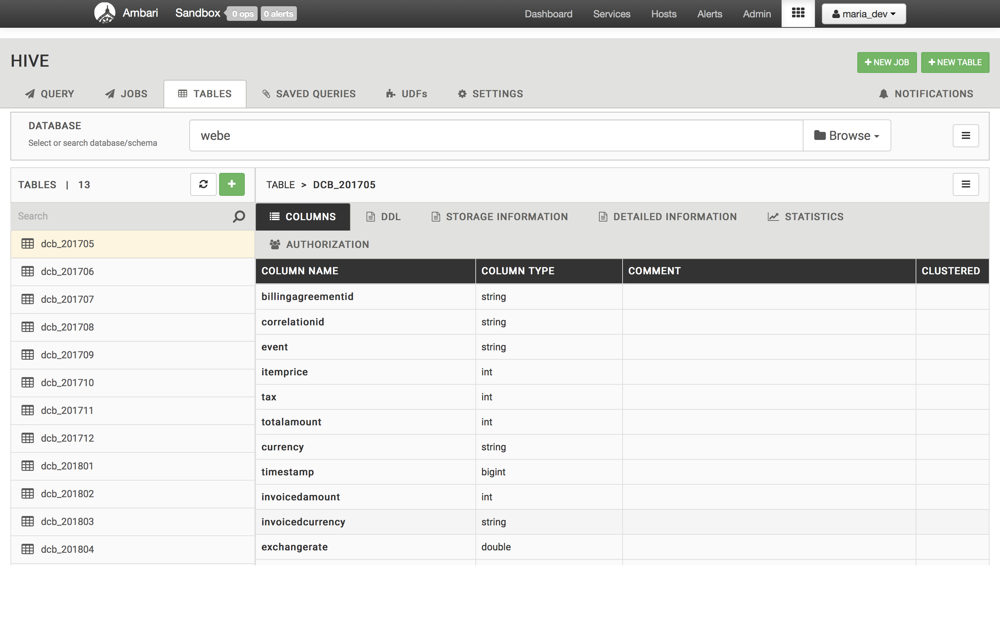 Ambari Sandbox 0 ops 0 alerts Dashboard Services Hosts Alerts Admin maria_dev
HIVE
NEW JOB NEW TABLE
QUERY JOBS TABLES SAVED QUERIES UDFs SETTINGS NOTIFICATIONS
DATABASE
Select or search database/schema
webe
Browse
TABLES | 13
TABLE > DCB_201705
Search
COLUMNS DDL STORAGE INFORMATION DETAILED INFORMATION STATISTICS
AUTHORIZATION
dcb_201705
dcb_201706
dcb_201707
dcb_201708
dcb_201709
dcb_201710
dcb_201711
dcb_201712
dcb_201801
dcb_201802
dcb_201803
dcb_201804
COLUMN NAME COLUMN TYPE COMMENT CLUSTERED
billingagreementid string
correlationid string
event string
itemprice int
tax int
totalamount int
currency string
timestamp bigint
invoicedamount int
invoicedcurrency string
exchangerate double